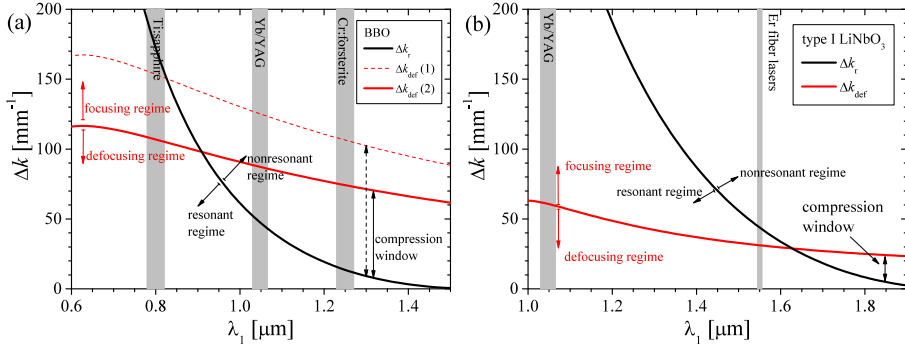 (a)
Δk [mm⁻¹]
200
150
100
50
0
0.6
0.8
1.0
1.2
1.4
λ₁ [μm]
Ti:sapphire
Yb/YAG
Cr:forsterite
BBO
Δkᵣ
Δk_def (1)
Δk_def (2)
focusing regime
defocusing regime
nonresonant
regime
resonant
regime
compression
window
(b)
Δk [mm⁻¹]
200
150
100
50
0
1.0
1.2
1.4
1.6
1.8
λ₁ [μm]
Yb/YAG
Er fiber lasers
type I LiNbO₃
Δkᵣ
Δk_def
focusing regime
defocusing regime
nonresonant regime
resonant regime
compression
window